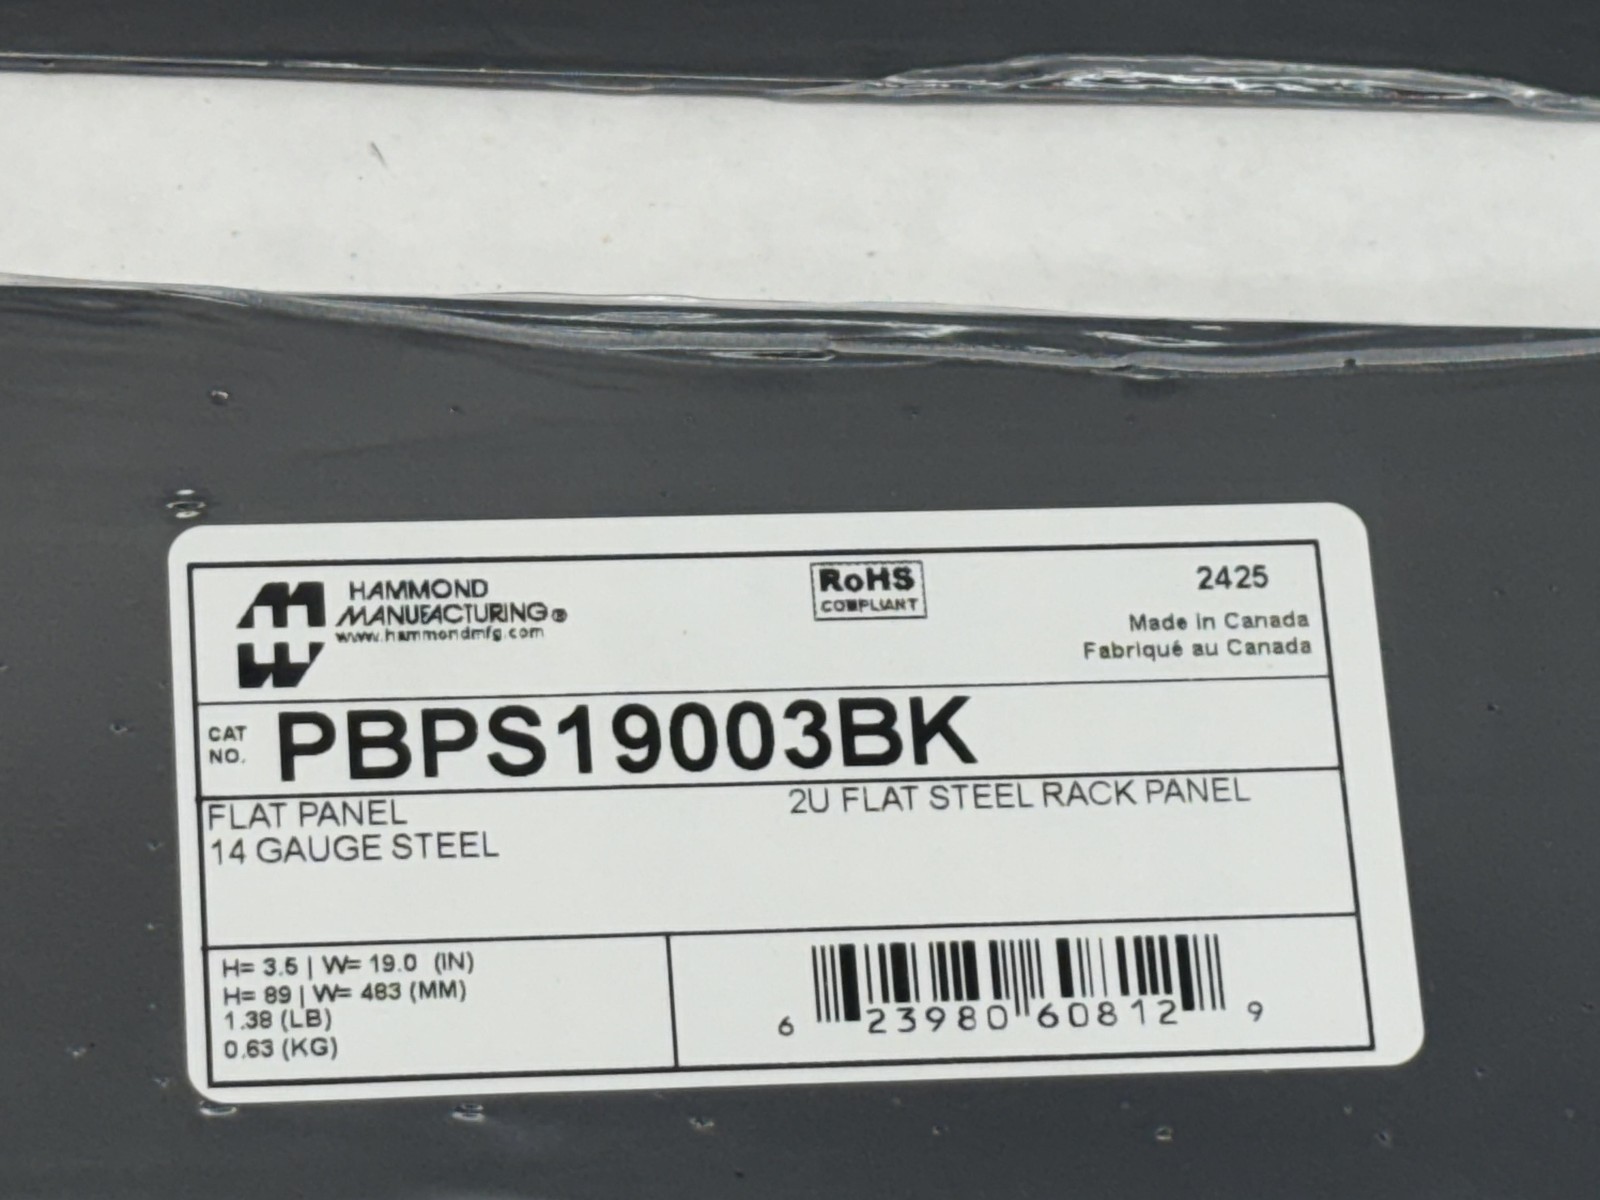 HAMMOND
MANUFACTURING®
www.hammondmfg.com
RoHS
COMPLIANT
2425
Made in Canada
Fabriqué au Canada
CAT
NO.
PBPS19003BK
FLAT PANEL
14 GAUGE STEEL
2U FLAT STEEL RACK PANEL
H= 3.5 | W= 19.0 (IN)
H= 89 | W= 483 (MM)
1.38 (LB)
0.63 (KG)
6 23980 60812 9